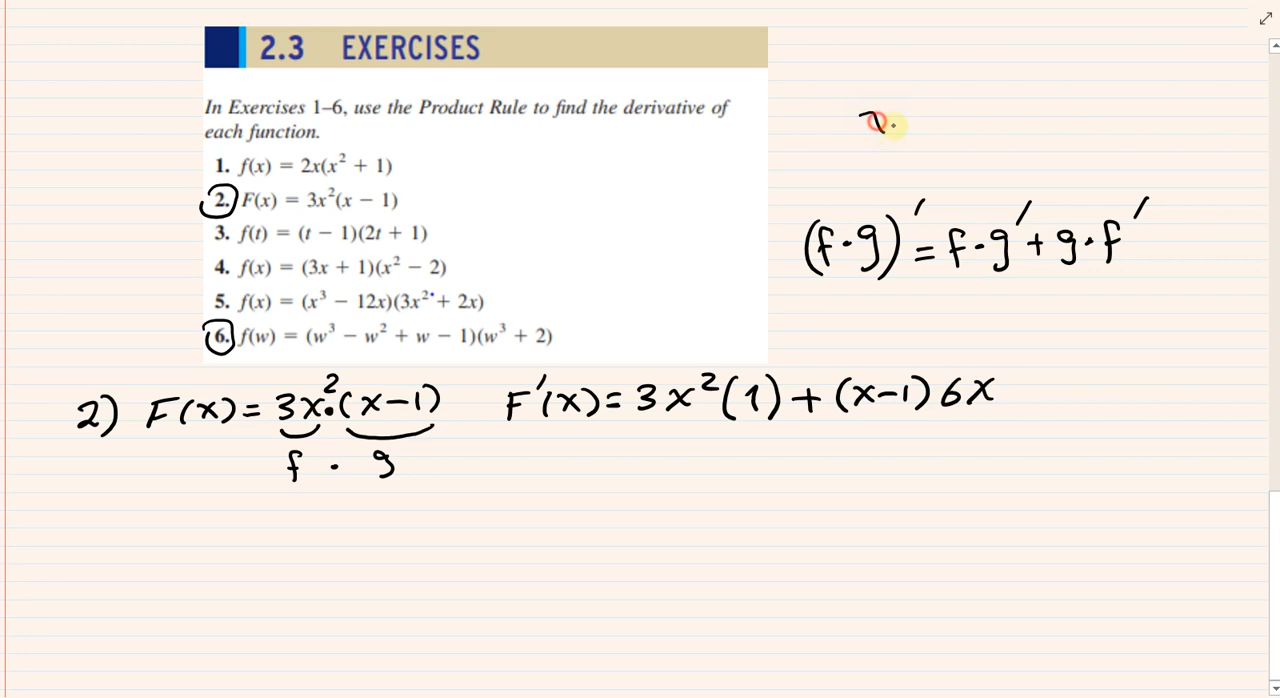 2.3 EXERCISES
In Exercises 1–6, use the Product Rule to find the derivative of
each function.
1. f(x) = 2x(x² + 1)
2. F(x) = 3x²(x − 1)
3. f(t) = (t − 1)(2t + 1)
4. f(x) = (3x + 1)(x² − 2)
5. f(x) = (x³ − 12x)(3x² + 2x)
6. f(w) = (w³ − w² + w − 1)(w³ + 2)
(f·g)′ = f·g′ + g·f′
2) F(x) = 3x²·(x−1) F′(x) = 3x²(1) + (x−1)6x
f · g